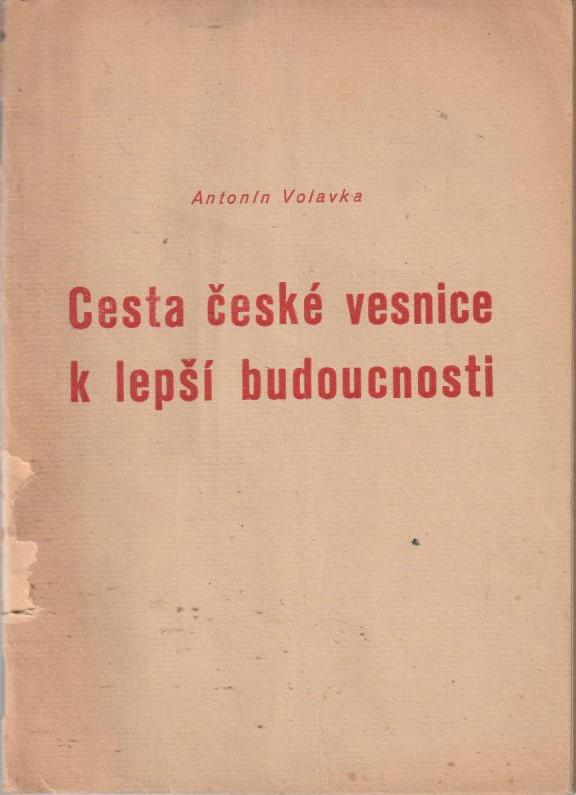 Antonín Volavka
Cesta české vesnice
k lepší budoucnosti